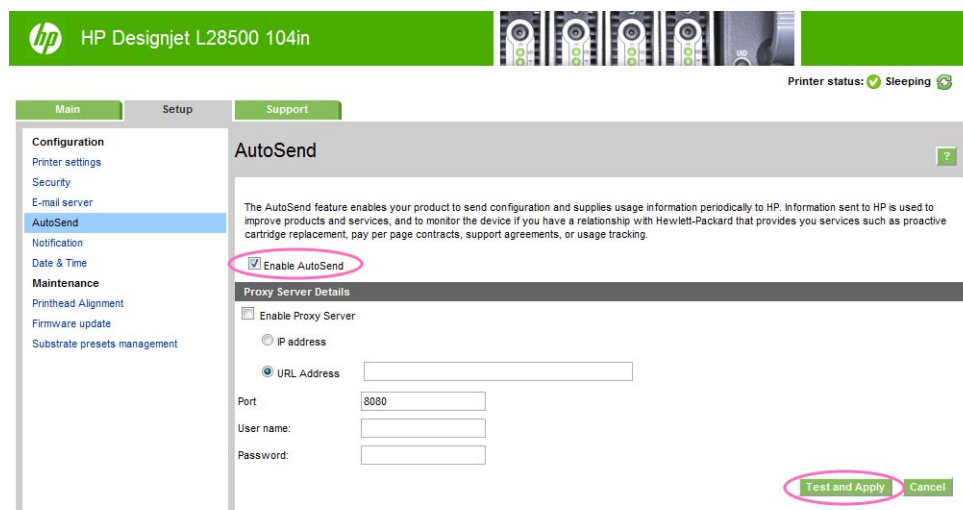 hp HP Designjet L28500 104in
Printer status: Sleeping
Main Setup Support
Configuration
Printer settings
Security
E-mail server
AutoSend
Notification
Date & Time
Maintenance
Printhead Alignment
Firmware update
Substrate presets management
AutoSend
?
The AutoSend feature enables your product to send configuration and supplies usage information periodically to HP. Information sent to HP is used to
improve products and services, and to monitor the device if you have a relationship with Hewlett-Packard that provides you services such as proactive
cartridge replacement, pay per page contracts, support agreements, or usage tracking.
Enable AutoSend
Proxy Server Details
Enable Proxy Server
IP address
URL Address
Port 8080
User name:
Password:
Test and Apply Cancel